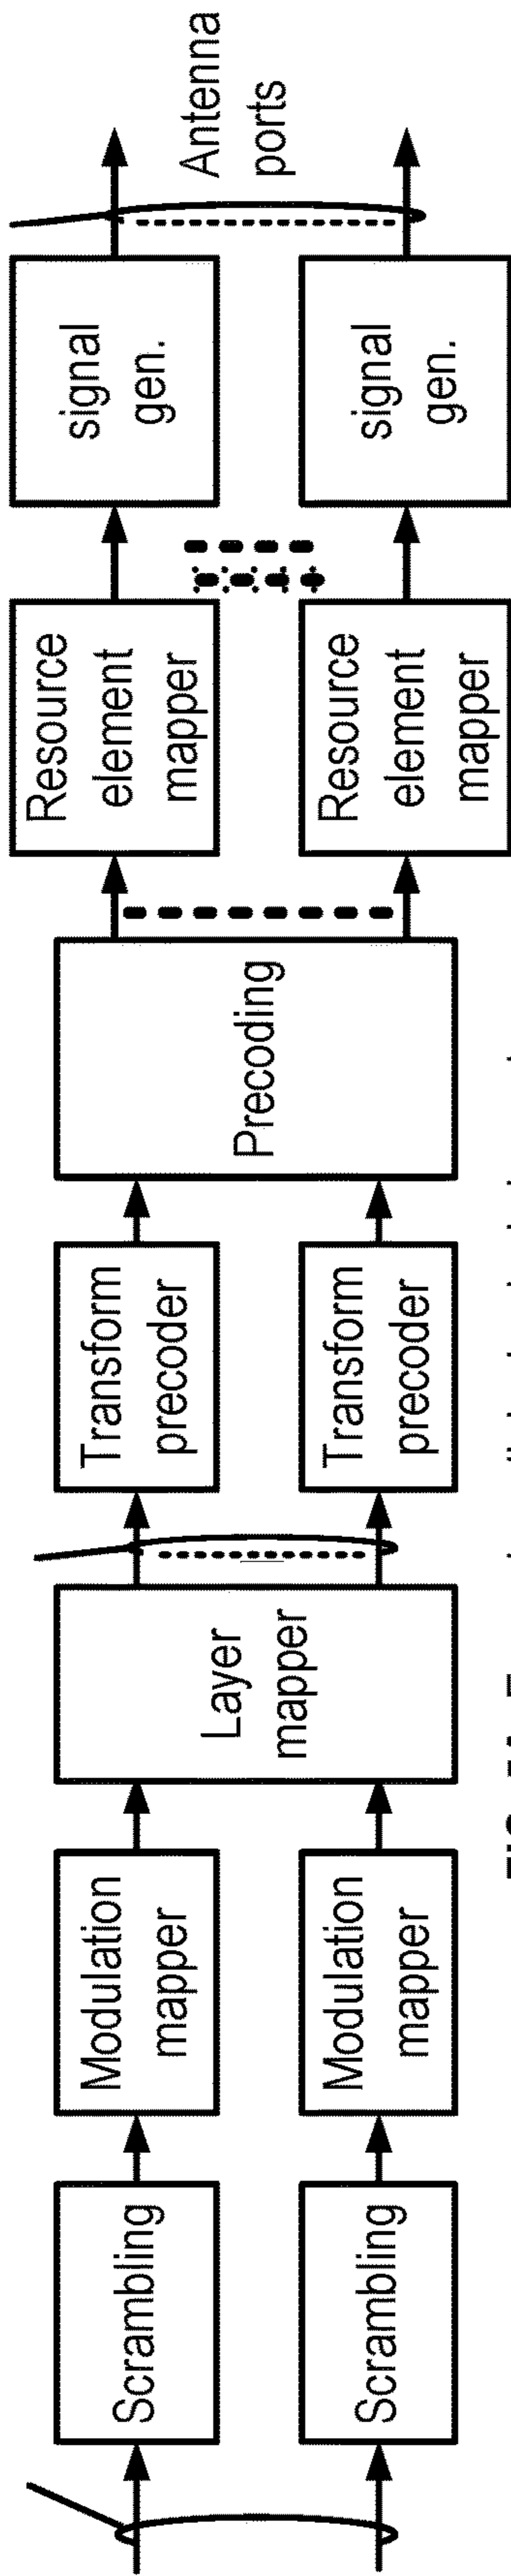 Scrambling
Scrambling
Modulation
mapper
Modulation
mapper
Layer
mapper
Transform
precoder
Transform
precoder
Precoding
Resource
element
mapper
Resource
element
mapper
signal
gen.
signal
gen.
Antenna
ports